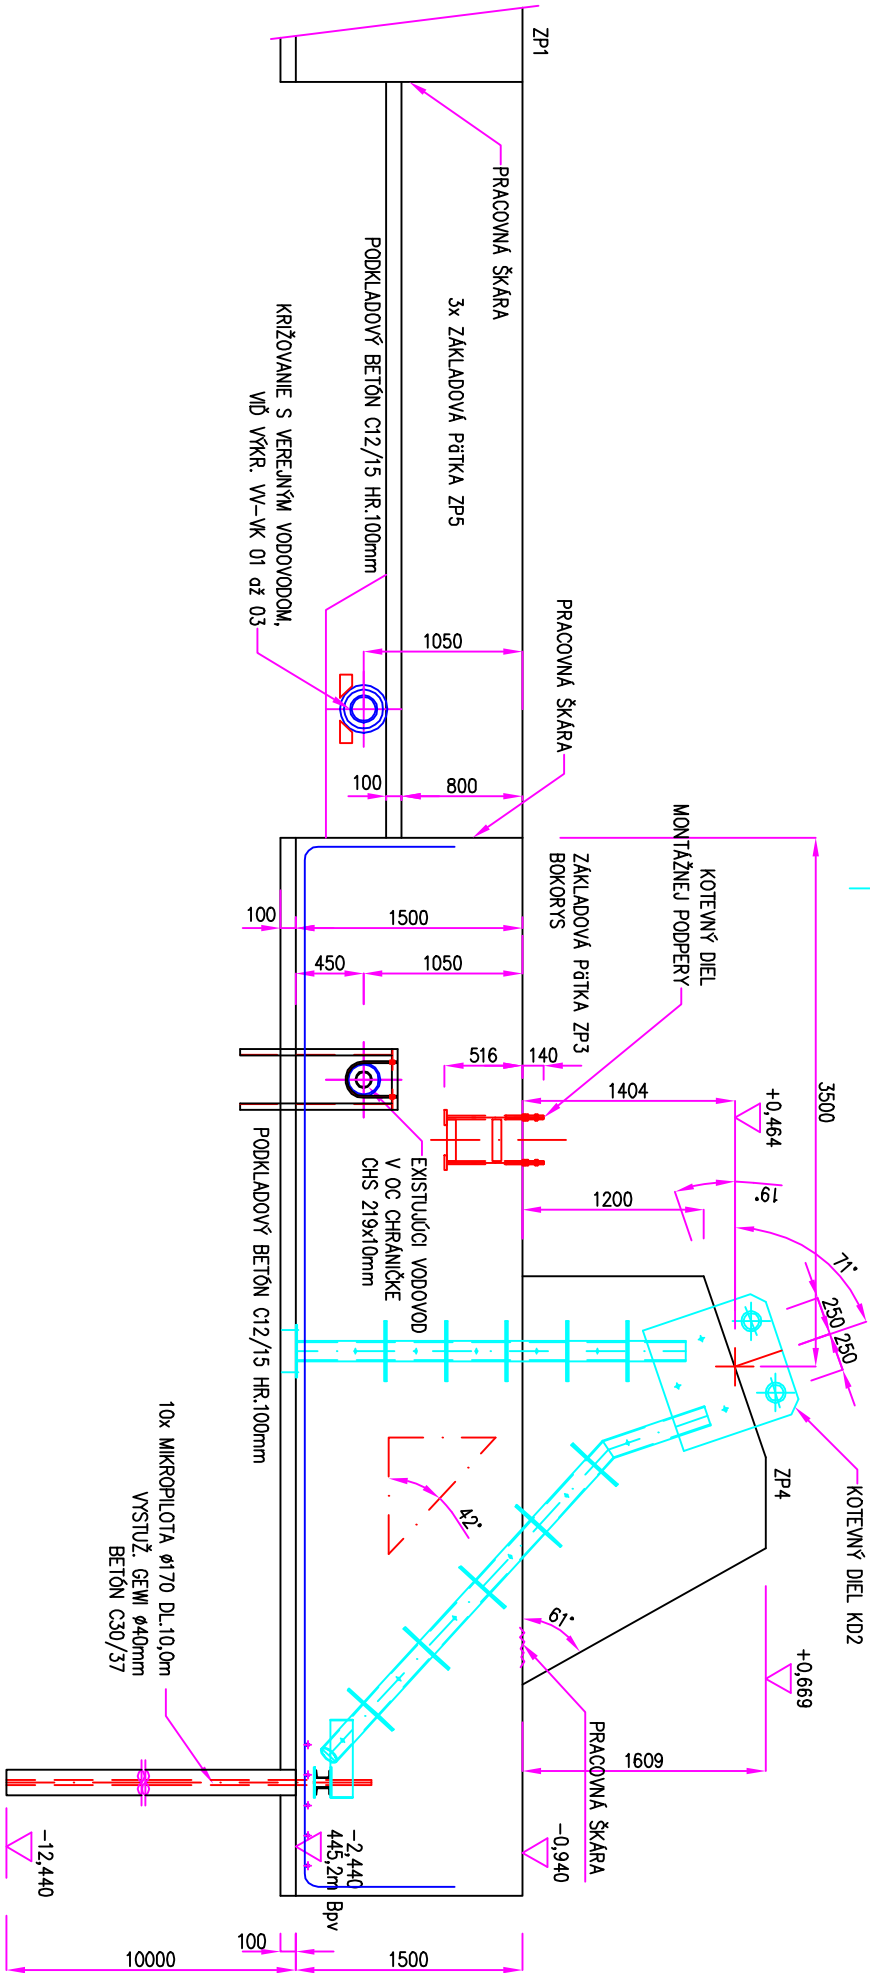 ZP1
PRACOVNÁ ŠKÁRA
3x ZÁKLADOVÁ PäTKA ZP5
PODKLADOVÝ BETÓN C12/15 HR.100mm
KRIŽOVANIE S VEREJNÝM VODOVODOM,
VIĎ VÝKR. VV-VK 01 až 03
1050
100
800
PRACOVNÁ ŠKÁRA
KOTEVNÝ DIEL
MONTÁŽNEJ PODPERY
ZÁKLADOVÁ PäTKA ZP3
BOKORYS
100
1500
450
1050
516
140
1404
+0,464
3500
19°
1200
71°
250
250
EXISTUJÚCI VODOVOD
V OC CHRÁNIČKE
CHS 219x10mm
PODKLADOVÝ BETÓN C12/15 HR.100mm
ZP4
KOTEVNÝ DIEL KD2
42°
61°
10x MIKROPILOTA ø170 DL.10,0m
VYSTUŽ. GEWI ø40mm
BETÓN C30/37
+0,669
1609
PRACOVNÁ ŠKÁRA
-0,940
-2,440
445,2m Bpv
-12,440
10000
100
1500